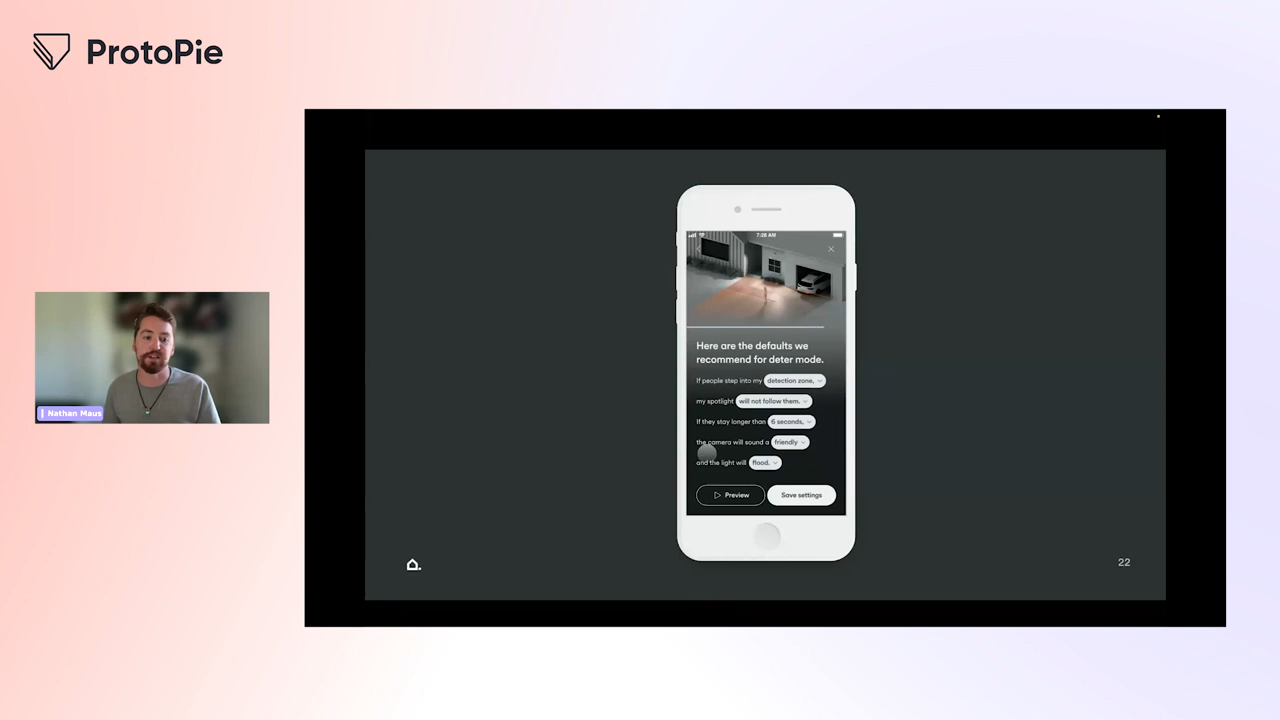 ProtoPie
7:26 AM
Here are the defaults we
recommend for deter mode.
If people step into my detection zone,
my spotlight will not follow them.
If they stay longer than 6 seconds,
the camera will sound a friendly
and the light will flood.
Preview Save settings
Nathan Maus
22